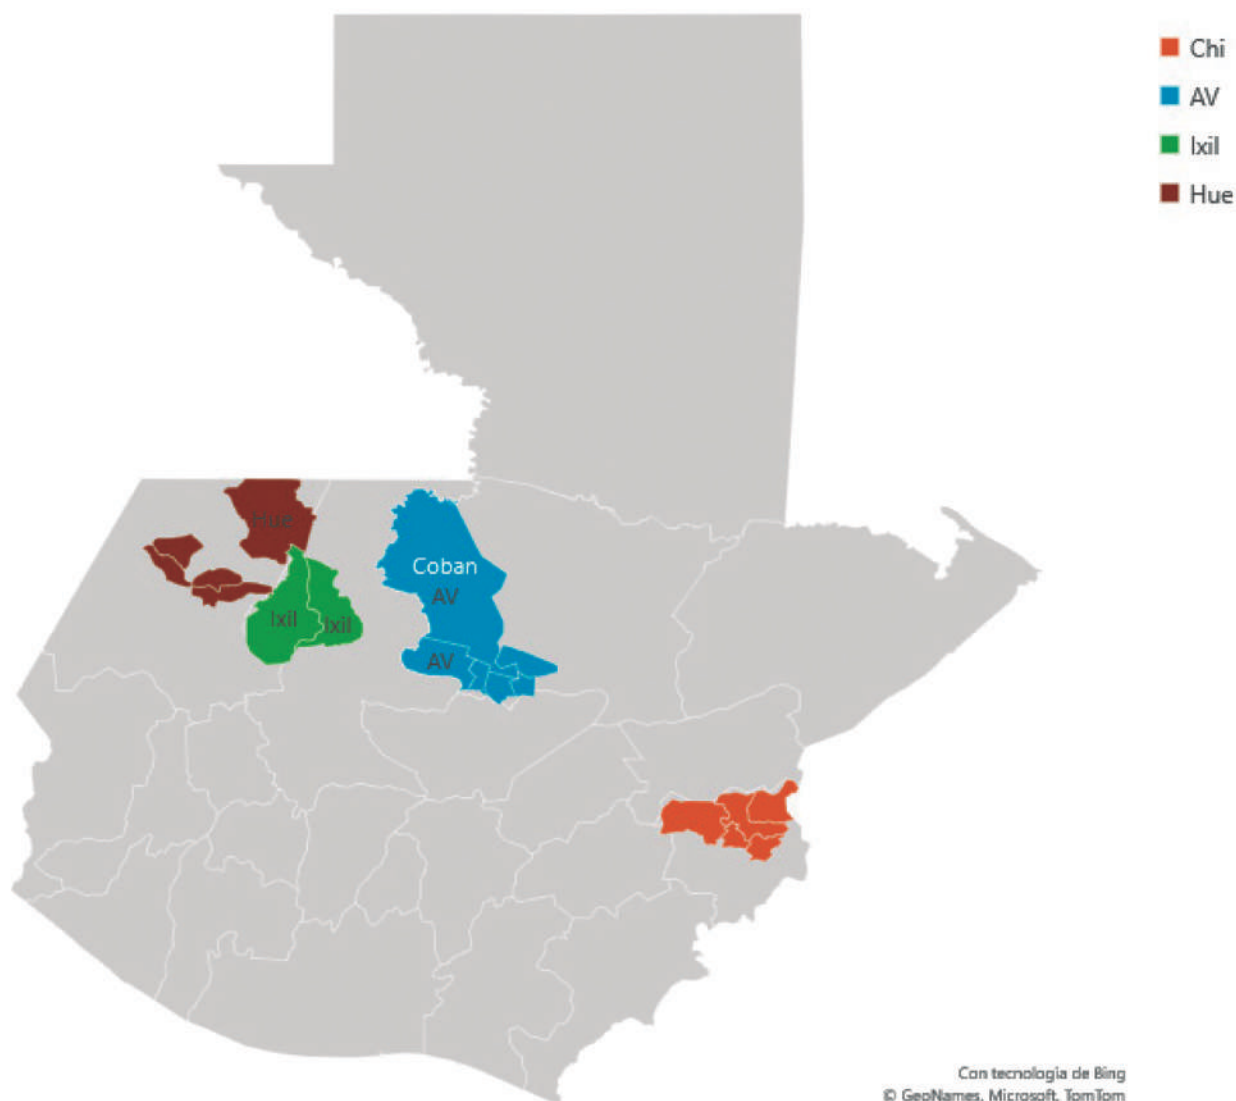 Chi
AV
Ixil
Hue
Hue
Coban
AV
Ixil
Ixil
AV
Con tecnología de Bing
© GeoNames, Microsoft, TomTom